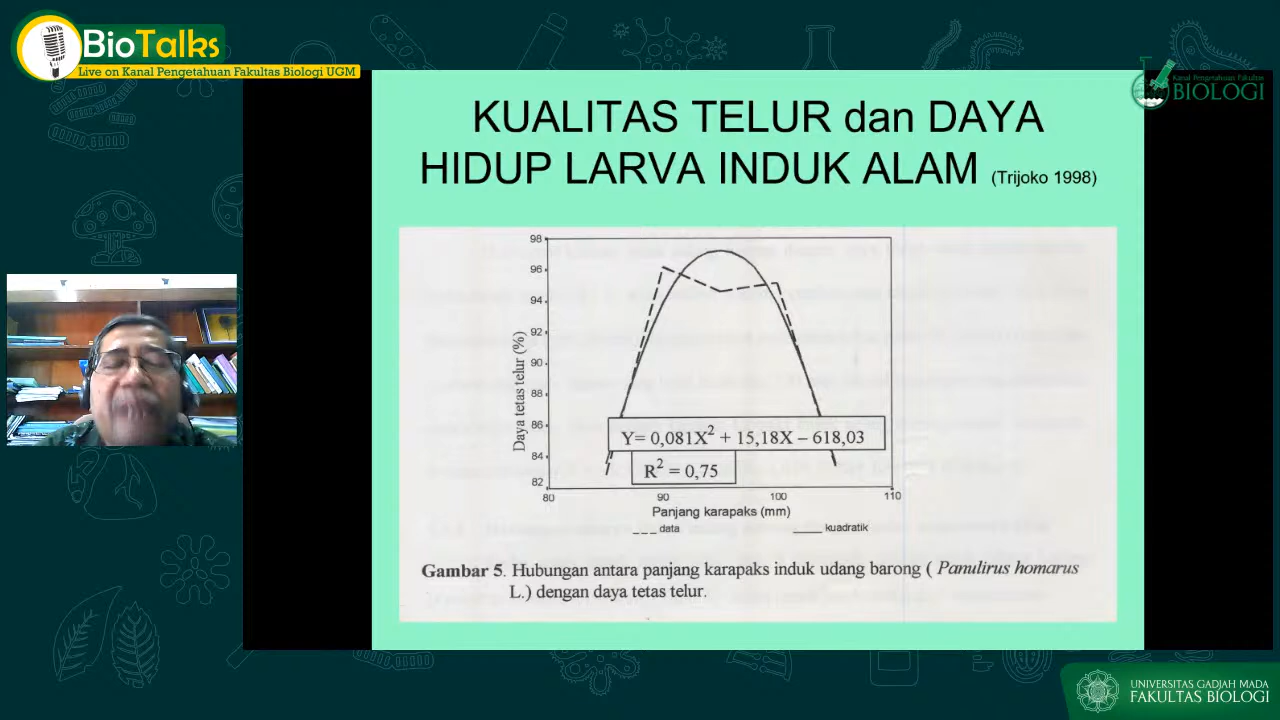 BioTalks
Live on Kanal Pengetahuan Fakultas Biologi UGM
Kanal Pengetahuan Fakultas
BIOLOGI
KUALITAS TELUR dan DAYA
HIDUP LARVA INDUK ALAM (Trijoko 1998)
98
96
94
92
90
88
86
84
82
Daya tetas telur (%)
Y= 0,081X² + 15,18X – 618,03
R² = 0,75
80 90 100 110
Panjang karapaks (mm)
_ _ _ data ____ kuadratik
Gambar 5. Hubungan antara panjang karapaks induk udang barong ( Panulirus homarus
L.) dengan daya tetas telur.
UNIVERSITAS GADJAH MADA
FAKULTAS BIOLOGI